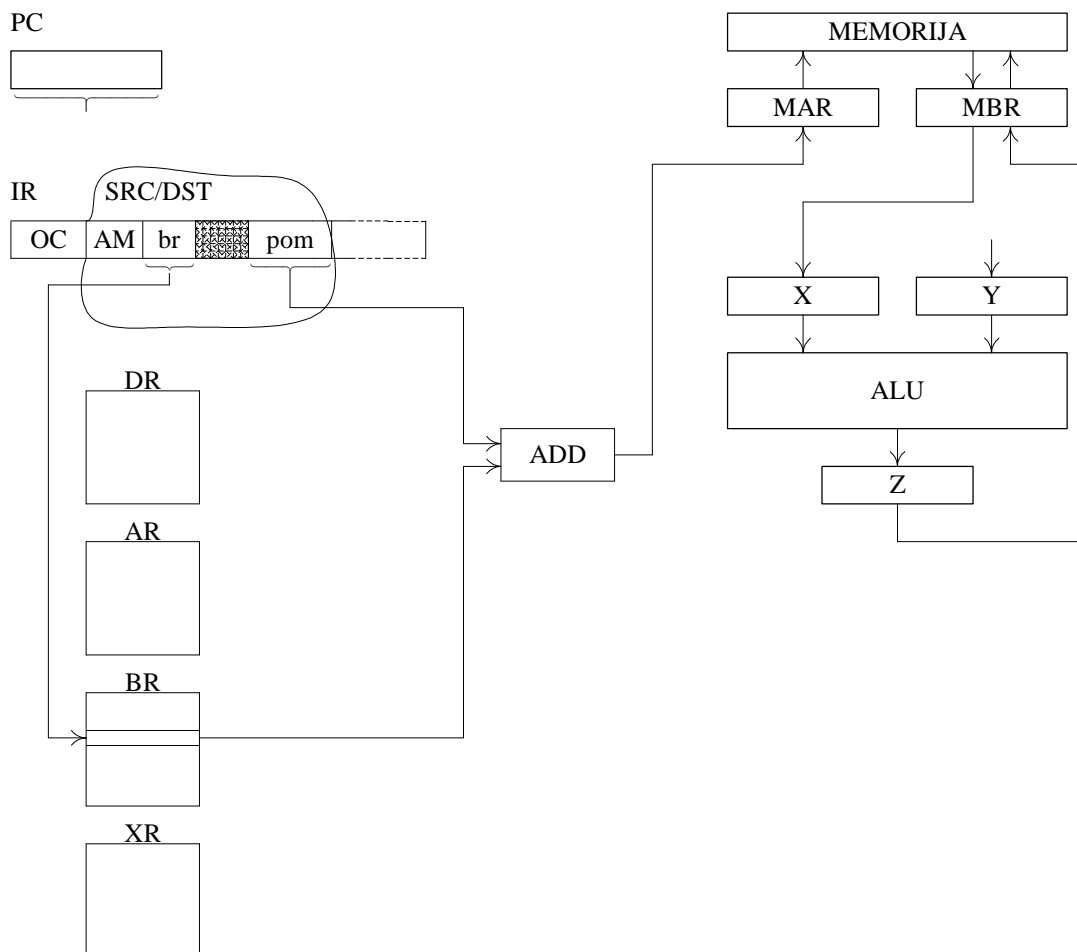 PC
MEMORIJA
MAR MBR
IR SRC/DST
OC AM br pom
X Y
DR
ALU
ADD
Z
AR
BR
XR